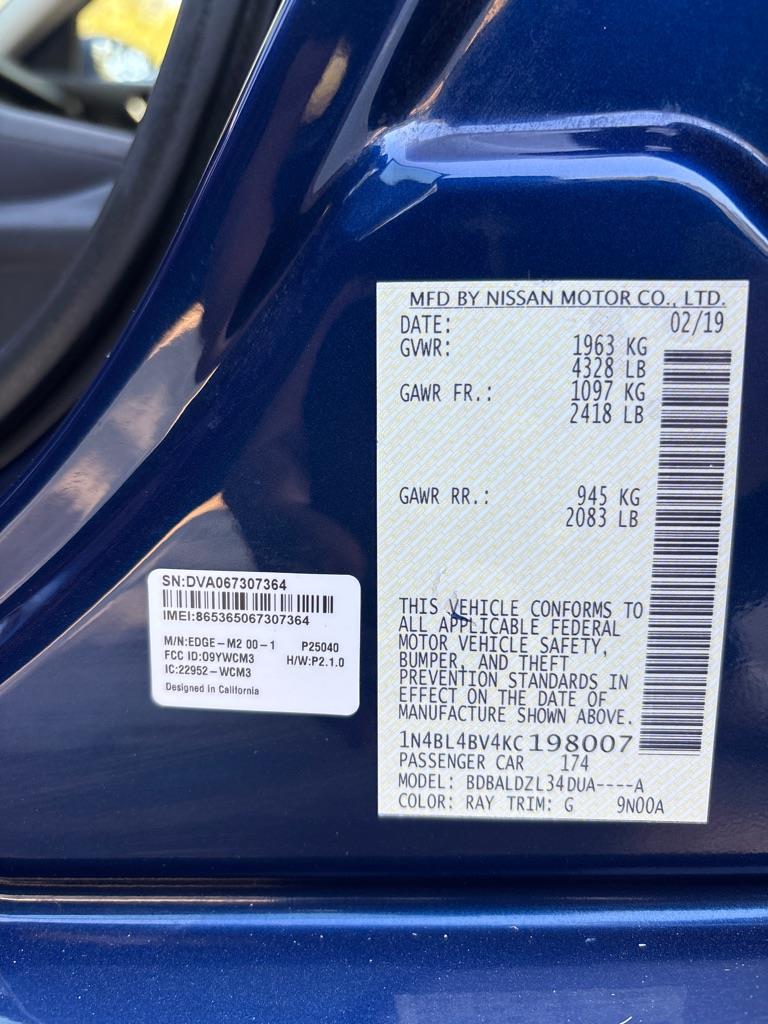 MFD BY NISSAN MOTOR CO., LTD.
DATE: 02/19
GVWR: 1963 KG
4328 LB
GAWR FR.: 1097 KG
2418 LB
GAWR RR.: 945 KG
2083 LB
THIS VEHICLE CONFORMS TO
ALL APPLICABLE FEDERAL
MOTOR VEHICLE SAFETY,
BUMPER, AND THEFT
PREVENTION STANDARDS IN
EFFECT ON THE DATE OF
MANUFACTURE SHOWN ABOVE.
1N4BL4BV4KC198007
PASSENGER CAR 174
MODEL: BDBALDZL34DUA----A
COLOR: RAY TRIM: G 9N00A
SN:DVA067307364
IMEI:865365067307364
M/N:EDGE-M2 00-1 P25040
FCC ID:O9YWCM3 H/W:P2.1.0
IC:22952-WCM3
Designed in California